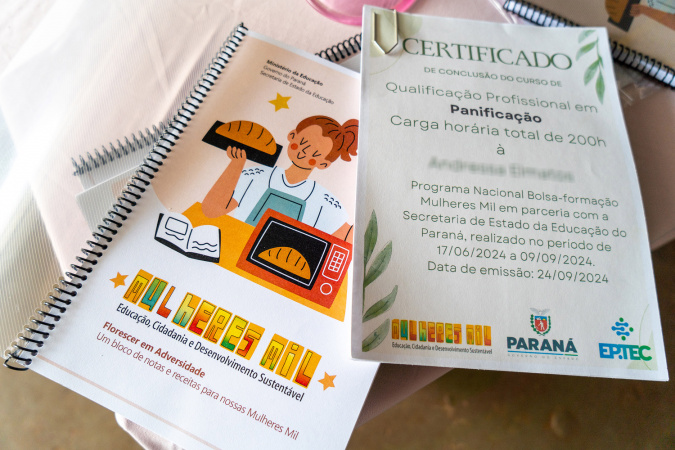 Ministério da Educação
Governo do Paraná
Secretaria de Estado da Educação
MULHERES MIL
Educação, Cidadania e Desenvolvimento Sustentável
Florescer em Adversidade
Um bloco de notas e receitas para nossas Mulheres Mil
CERTIFICADO
DE CONCLUSÃO DO CURSO DE
Qualificação Profissional em
Panificação
Carga horária total de 200h
à
Programa Nacional Bolsa-formação
Mulheres Mil em parceria com a
Secretaria de Estado da Educação do
Paraná, realizado no período de
17/06/2024 a 09/09/2024.
Data de emissão: 24/09/2024
MULHERES MIL
Educação, Cidadania e Desenvolvimento Sustentável
PARANÁ
GOVERNO DO ESTADO
EPTEC